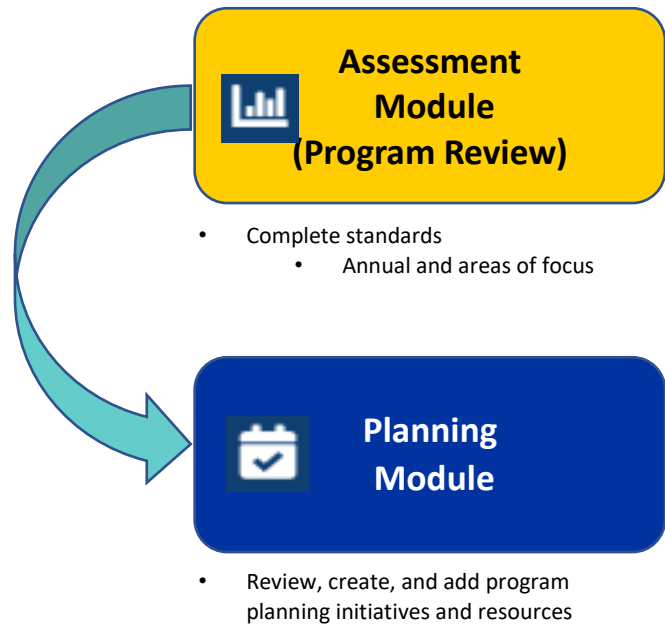 Assessment
Module
(Program Review)
• Complete standards
• Annual and areas of focus
Planning
Module
• Review, create, and add program
planning initiatives and resources